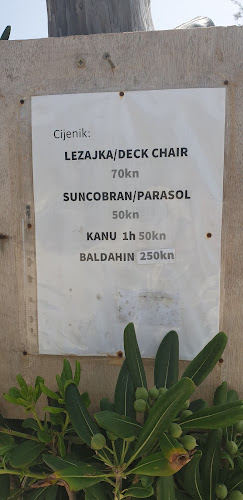 Cijenik:
LEZAJKA/DECK CHAIR
70kn
SUNCOBRAN/PARASOL
50kn
KANU 1h 50kn
BALDAHIN 250kn